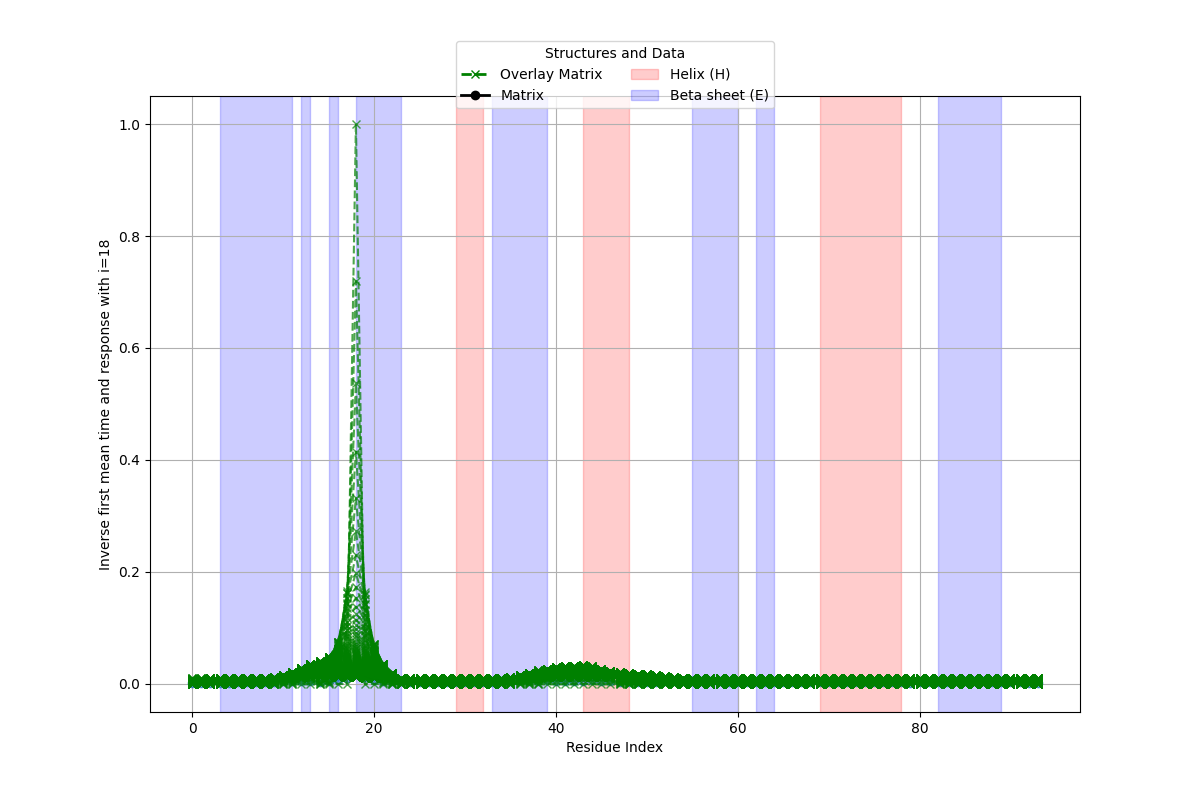 Structures and Data
Overlay Matrix
Matrix
Helix (H)
Beta sheet (E)
Inverse first mean time and response with i=18
1.0
0.8
0.6
0.4
0.2
0.0
0 20 40 60 80
Residue Index